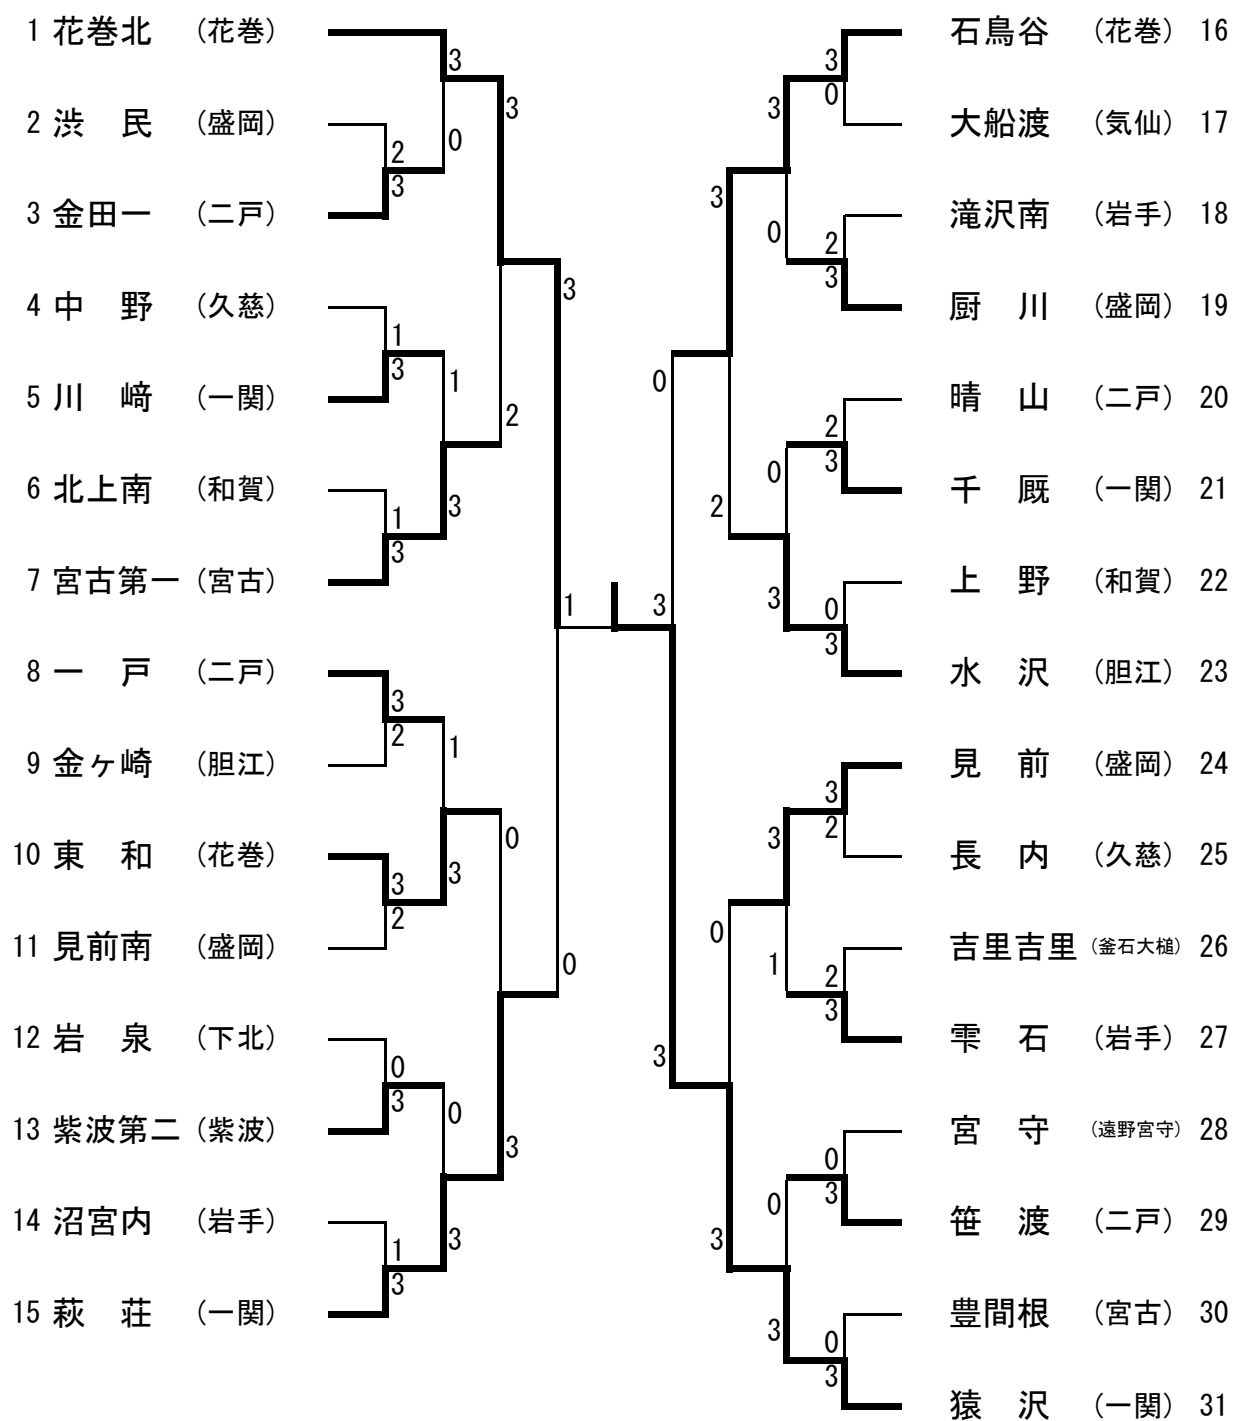 1 花巻北 （花巻）
2 渋　民 （盛岡）
3 金田一 （二戸）
4 中　野 （久慈）
5 川　﨑 （一関）
6 北上南 （和賀）
7 宮古第一 （宮古）
8 一　戸 （二戸）
9 金ヶ崎 （胆江）
10 東　和 （花巻）
11 見前南 （盛岡）
12 岩　泉 （下北）
13 紫波第二 （紫波）
14 沼宮内 （岩手）
15 萩　荘 （一関）
3
2
3
1
3
1
3
3
2
3
2
0
3
1
3
0
1
3
1
3
0
3
3
2
0
3
3
0
1
3
0
3
0
3
3
2
0
3
3
0
0
3
3
1
0
3
3
0
2
3
2
3
0
3
3
2
2
3
0
3
0
3
石鳥谷 （花巻） 16
大船渡 （気仙） 17
滝沢南 （岩手） 18
厨　川 （盛岡） 19
晴　山 （二戸） 20
千　厩 （一関） 21
上　野 （和賀） 22
水　沢 （胆江） 23
見　前 （盛岡） 24
長　内 （久慈） 25
吉里吉里 （釜石大槌） 26
雫　石 （岩手） 27
宮　守 （遠野宮守） 28
笹　渡 （二戸） 29
豊間根 （宮古） 30
猿　沢 （一関） 31